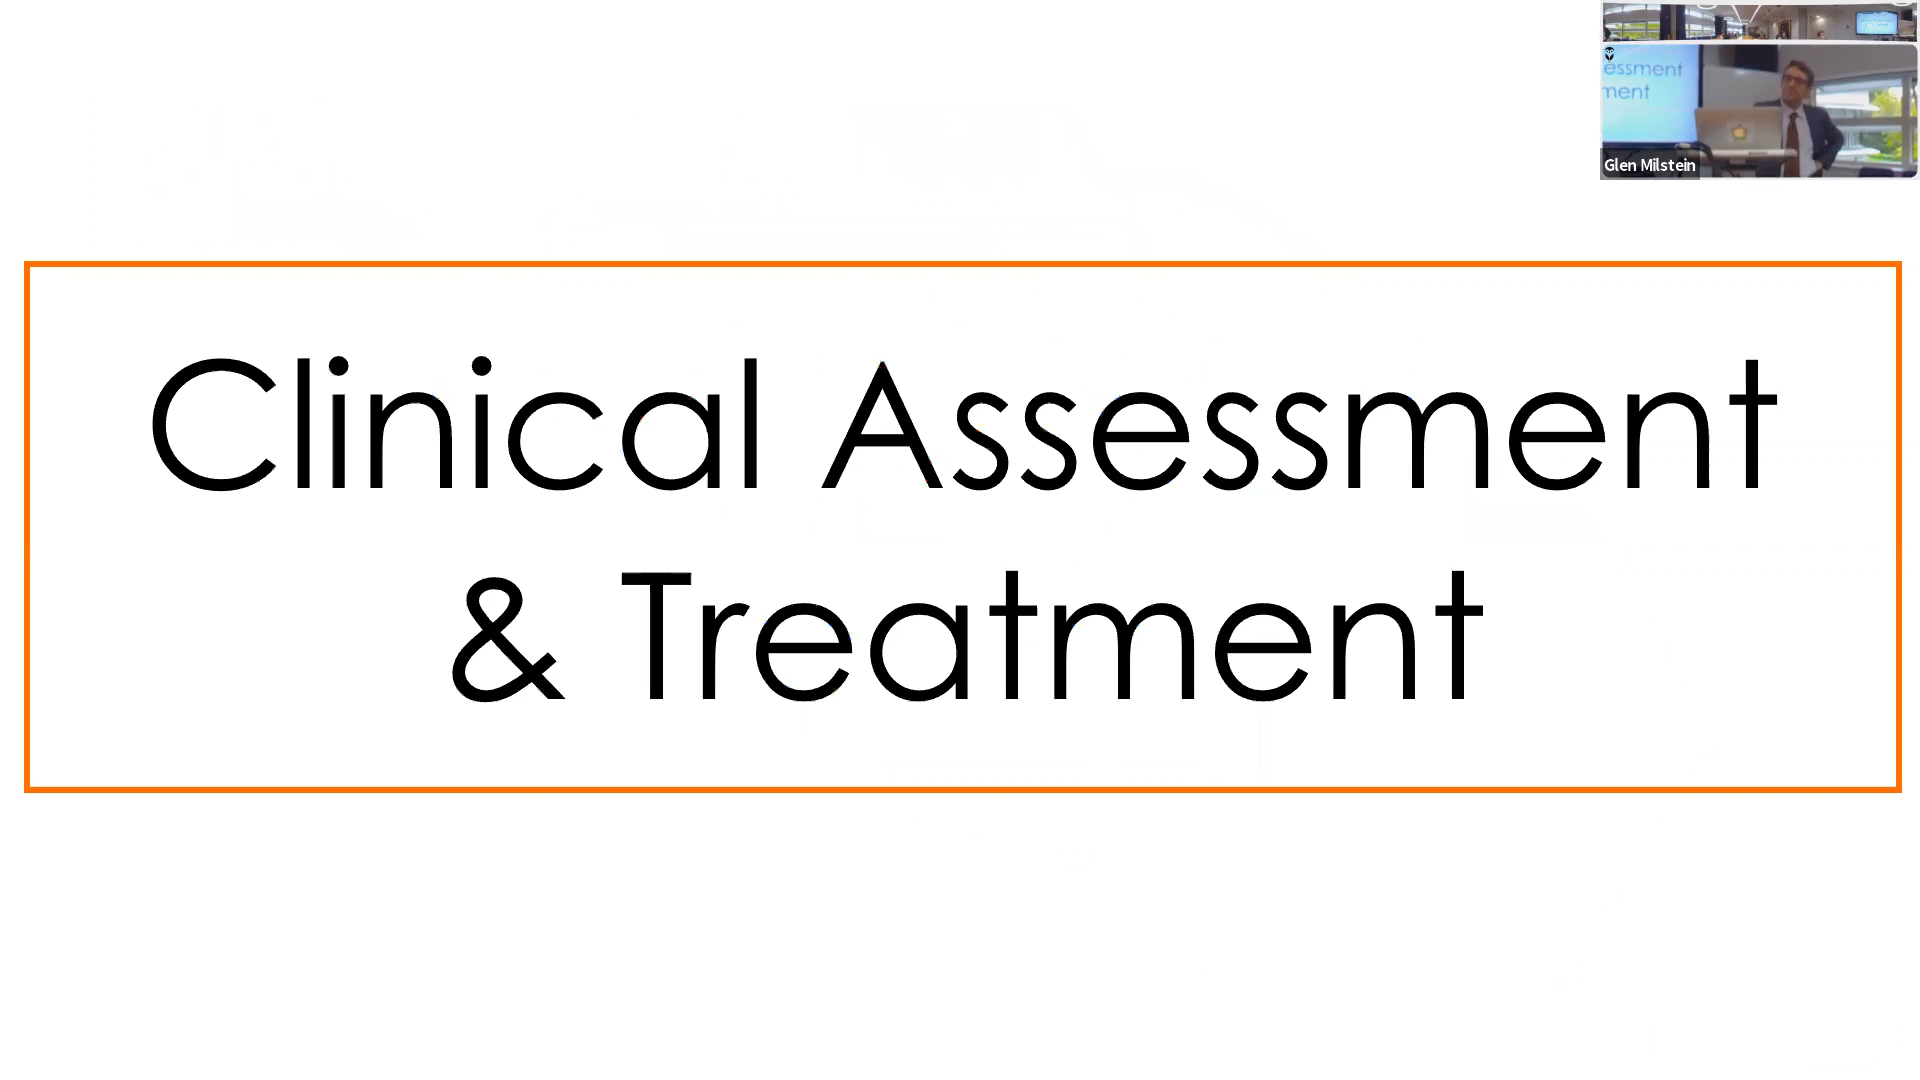 essment
ment
Glen Milstein
Clinical Assessment
& Treatment